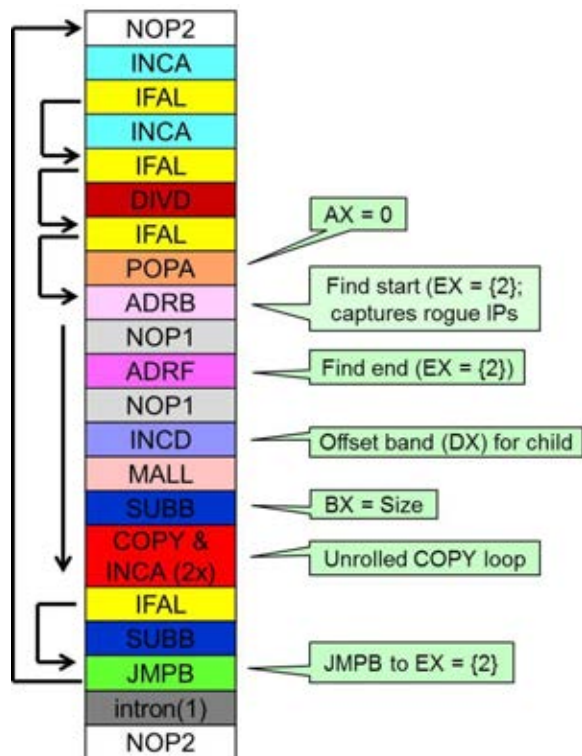 NOP2
INCA
IFAL
INCA
IFAL
DIVD
IFAL
AX = 0
POPA
ADRB
Find start (EX = {2};
captures rogue IPs
NOP1
ADRF
Find end (EX = {2})
NOP1
INCD
Offset band (DX) for child
MALL
SUBB
BX = Size
COPY &
INCA (2x)
Unrolled COPY loop
IFAL
SUBB
JMPB
JMPB to EX = {2}
intron(1)
NOP2